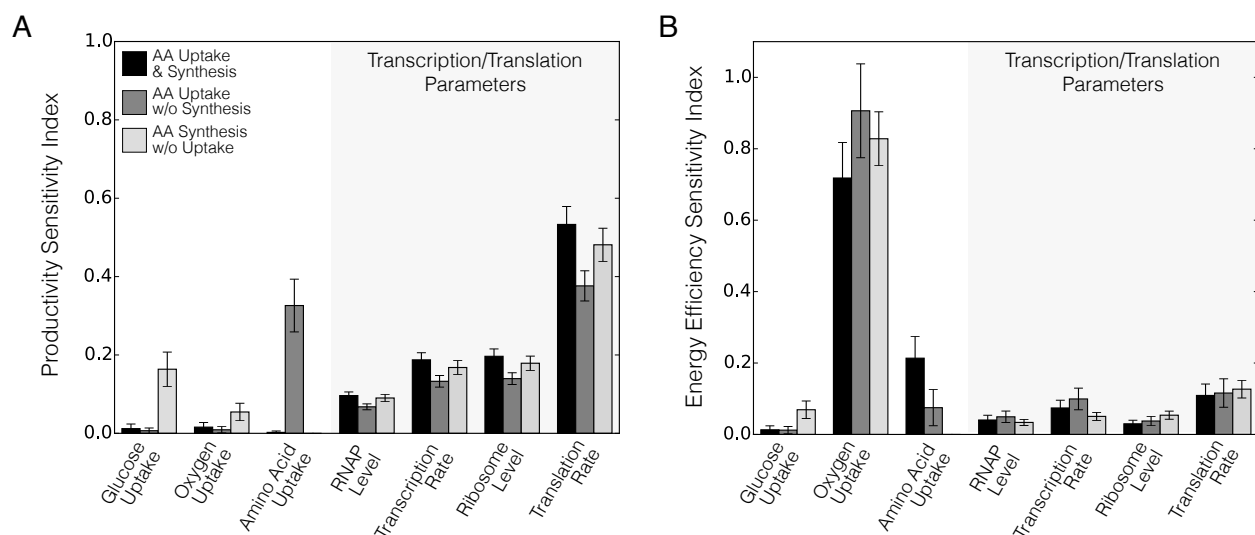 A
Productivity Sensitivity Index
1.0
0.8
0.6
0.4
0.2
0.0
AA Uptake
& Synthesis
AA Uptake
w/o Synthesis
AA Synthesis
w/o Uptake
Transcription/Translation
Parameters
Glucose
Uptake
Oxygen
Uptake
Amino Acid
Uptake
RNAP
Level
Transcription
Rate
Ribosome
Level
Translation
Rate
B
Energy Efficiency Sensitivity Index
1.0
0.8
0.6
0.4
0.2
0.0
Transcription/Translation
Parameters
Glucose
Uptake
Oxygen
Uptake
Amino Acid
Uptake
RNAP
Level
Transcription
Rate
Ribosome
Level
Translation
Rate